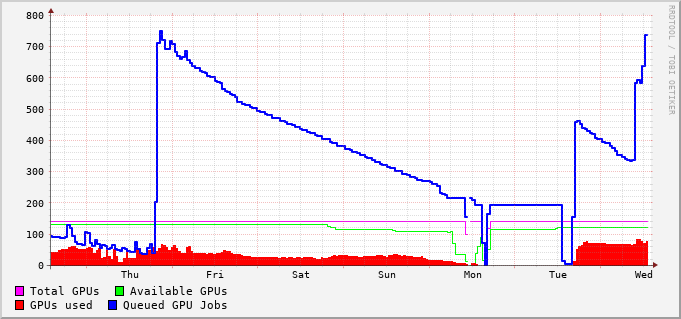 800
700
600
500
400
300
200
100
0
Thu Fri Sat Sun Mon Tue Wed
Total GPUs Available GPUs
GPUs used Queued GPU Jobs
RRDTOOL / TOBI OETIKER